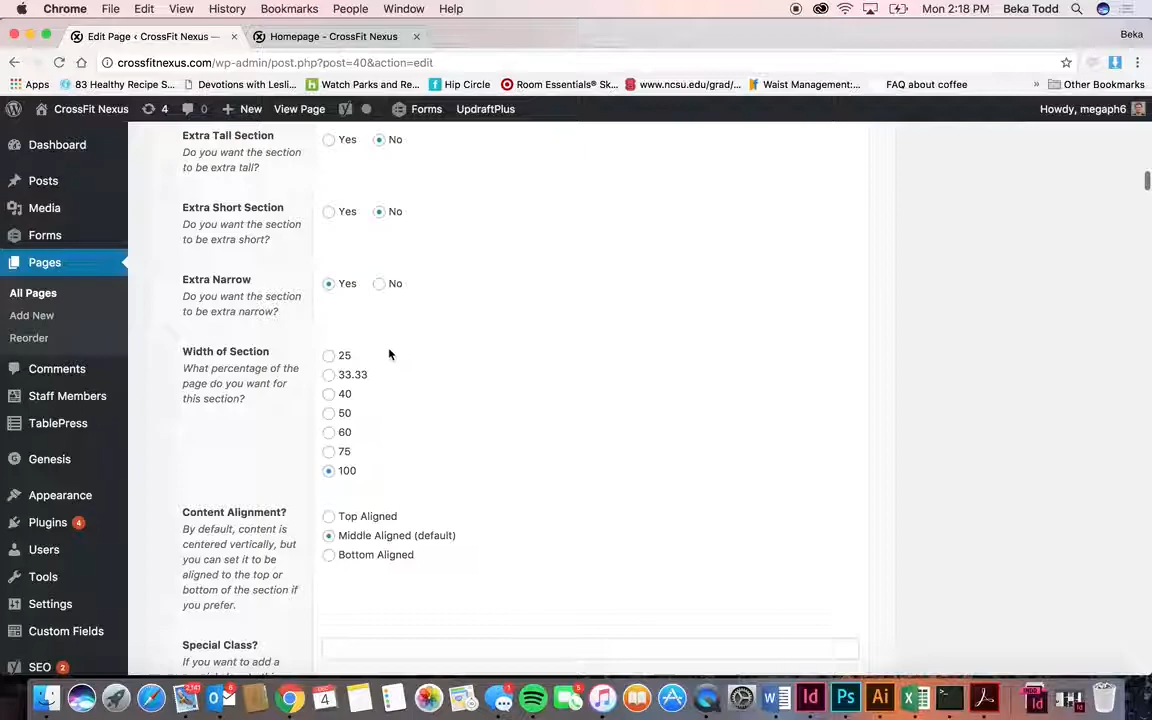 Chrome File Edit View History Bookmarks People Window Help Mon 2:18 PM Beka Todd
Edit Page ‹ CrossFit Nexus × Homepage - CrossFit Nexus × Beka
crossfitnexus.com/wp-admin/post.php?post=40&action=edit
Apps 83 Healthy Recipe S... Devotions with Lesli... Watch Parks and Re... Hip Circle Room Essentials® Sk... www.ncsu.edu/grad/... Waist Management:... FAQ about coffee » Other Bookmarks
CrossFit Nexus 4 0 New View Page Forms UpdraftPlus Howdy, megaph6
Dashboard
Posts
Media
Forms
Pages
All Pages
Add New
Reorder
Comments
Staff Members
TablePress
Genesis
Appearance
Plugins 4
Users
Tools
Settings
Custom Fields
SEO 2
Extra Tall Section
Do you want the section
to be extra tall?
Yes No
Extra Short Section
Do you want the section
to be extra short?
Yes No
Extra Narrow
Do you want the section
to be extra narrow?
Yes No
Width of Section
What percentage of the
page do you want for
this section?
25
33.33
40
50
60
75
100
Content Alignment?
By default, content is
centered vertically, but
you can set it to be
aligned to the top or
bottom of the section if
you prefer.
Top Aligned
Middle Aligned (default)
Bottom Aligned
Special Class?
If you want to add a
2,141 6 4 1 5 Id Ps Ai